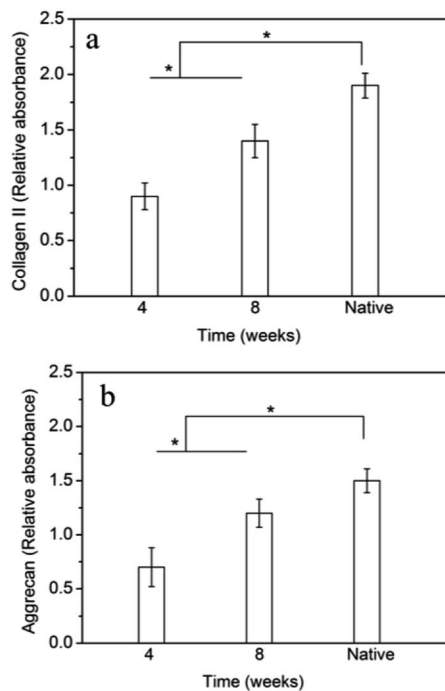 a
*
*
2.5
2.0
1.5
1.0
0.5
0.0
Collagen II (Relative absorbance)
4 8 Native
Time (weeks)
b
*
*
2.5
2.0
1.5
1.0
0.5
0.0
Aggrecan (Relative absorbance)
4 8 Native
Time (weeks)